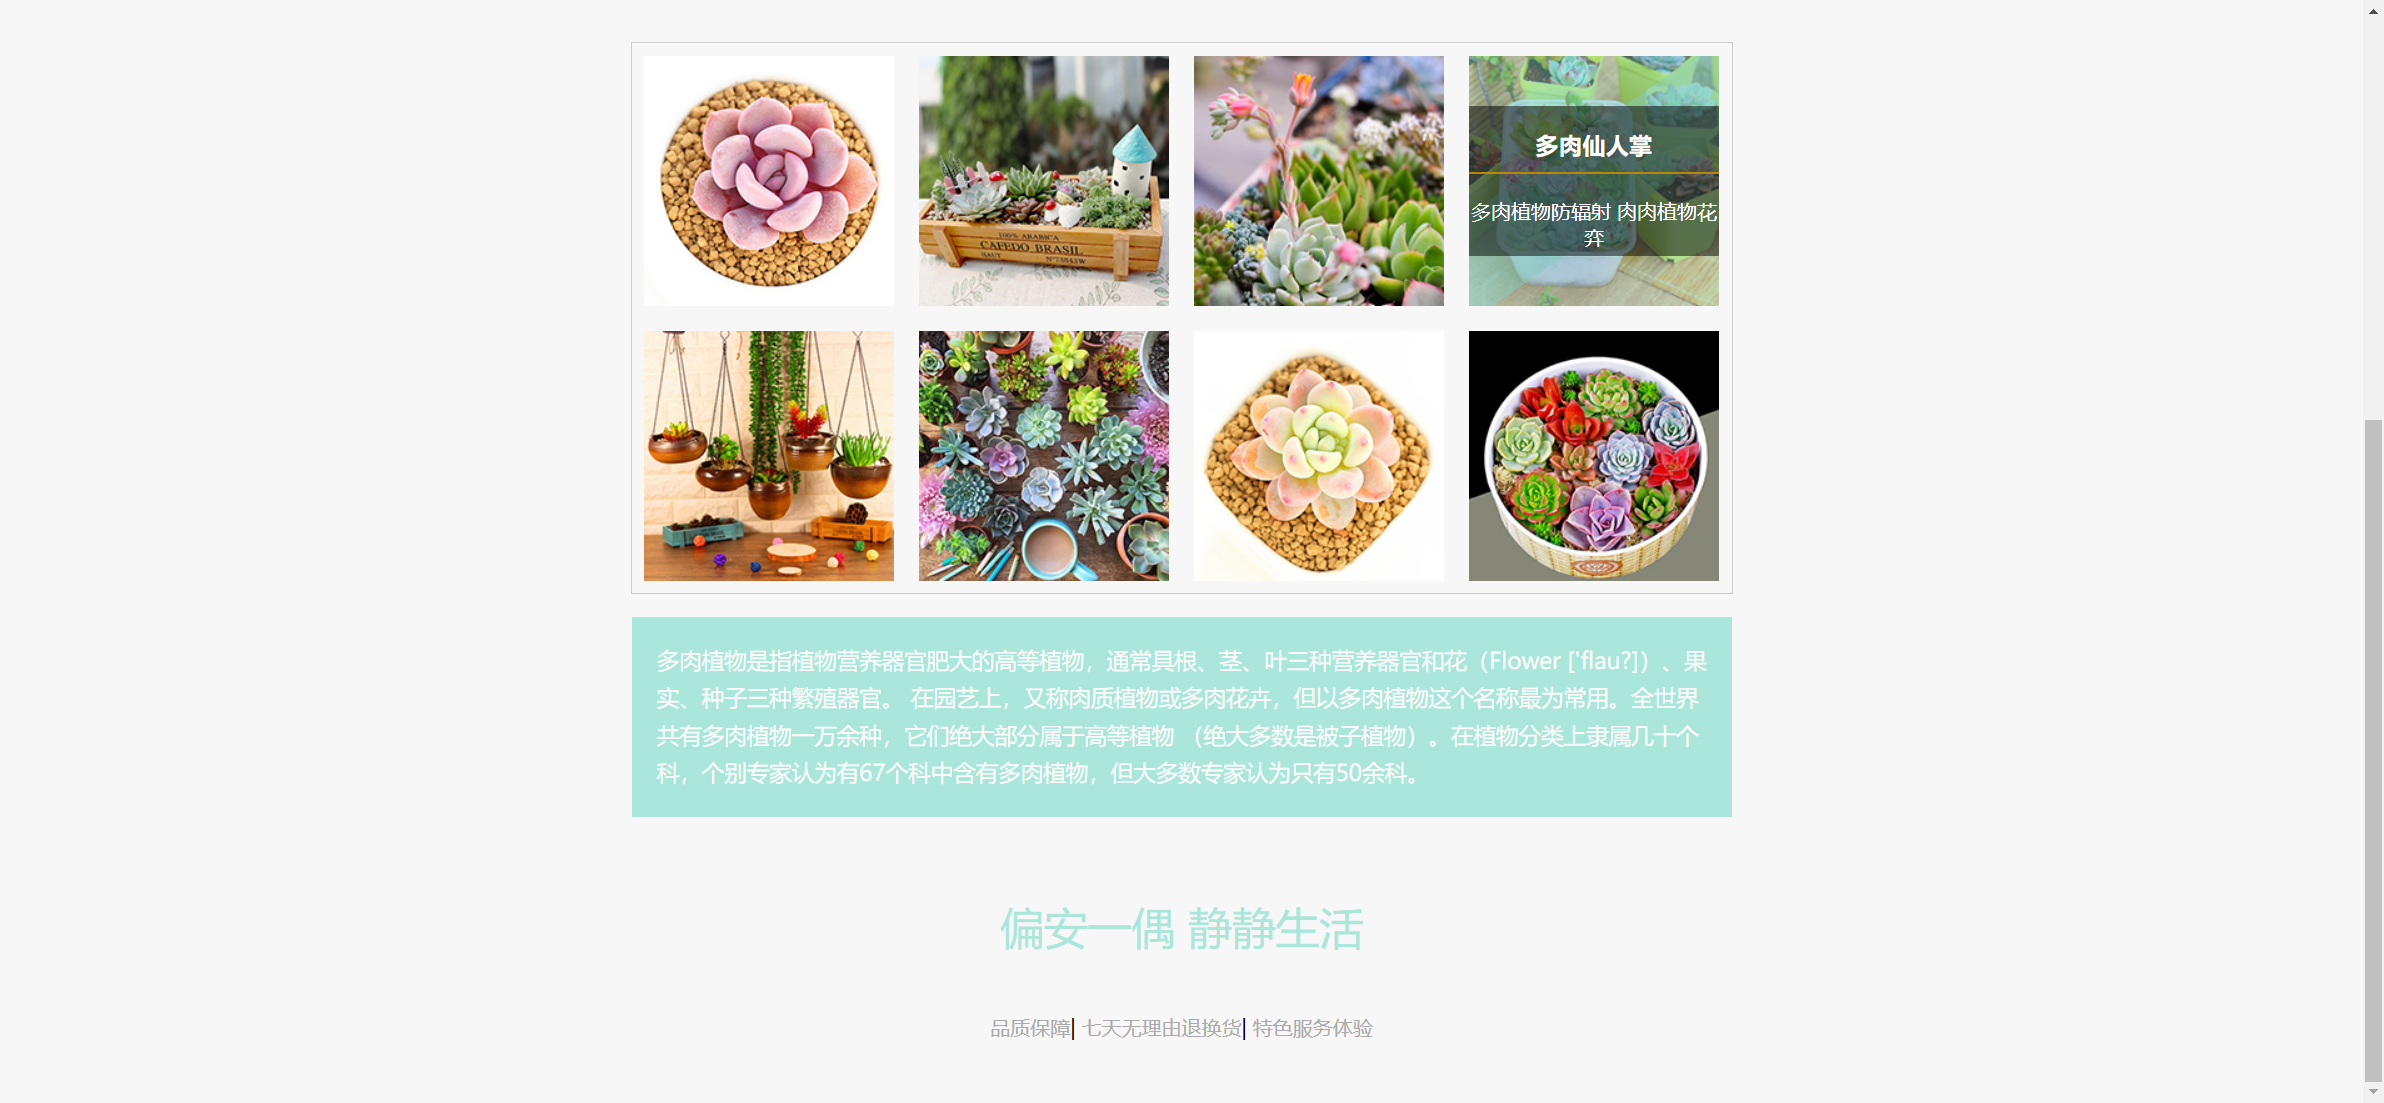 100% ARABICA
CAFEDO BRASIL
HAUT
多肉仙人掌
多肉植物防辐射 肉肉植物花
弈
多肉植物是指植物营养器官肥大的高等植物，通常具根、茎、叶三种营养器官和花（Flower ['flau?]）、果
实、种子三种繁殖器官。 在园艺上，又称肉质植物或多肉花卉，但以多肉植物这个名称最为常用。全世界
共有多肉植物一万余种，它们绝大部分属于高等植物 （绝大多数是被子植物）。在植物分类上隶属几十个
科，个别专家认为有67个科中含有多肉植物，但大多数专家认为只有50余科。
偏安一偶 静静生活
品质保障| 七天无理由退换货| 特色服务体验